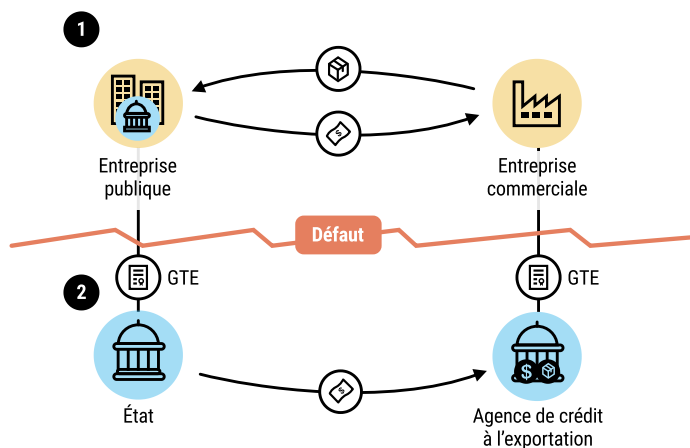 1
Entreprise
publique
Entreprise
commerciale
Défaut
GTE
GTE
2
État
Agence de crédit
à l'exportation